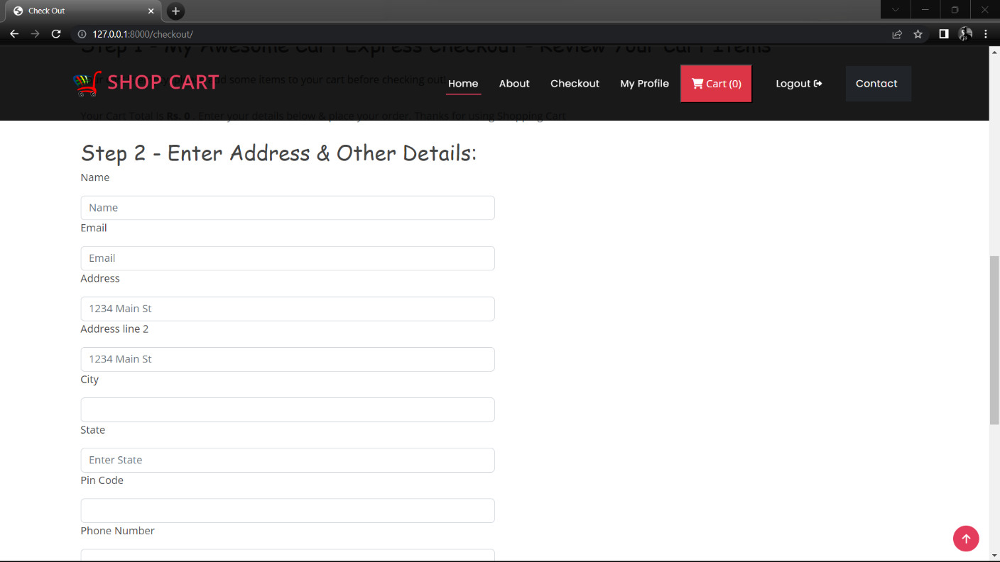 Check Out
127.0.0.1:8000/checkout/
Step 1 - My Awesome Cart Express Checkout - Review Your Cart Items
add some items to your cart before checking out!
SHOP CART
Home
About
Checkout
My Profile
Cart (0)
Logout
Contact
Your Cart Total is Rs. 0 . Enter your details below & place your order. Thanks for using Shopping Cart
Step 2 - Enter Address & Other Details:
Name
Name
Email
Email
Address
1234 Main St
Address line 2
1234 Main St
City
State
Enter State
Pin Code
Phone Number